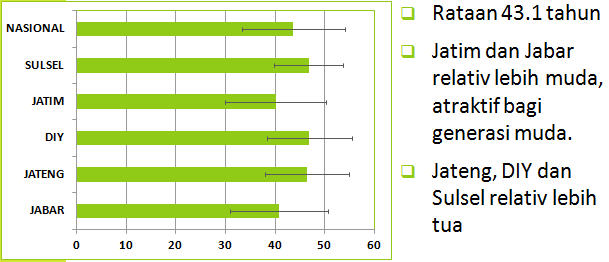 NASIONAL
SULSEL
JATIM
DIY
JATENG
JABAR
0 10 20 30 40 50 60
Rataan 43.1 tahun
Jatim dan Jabar
relativ lebih muda,
atraktif bagi
generasi muda.
Jateng, DIY dan
Sulsel relativ lebih
tua